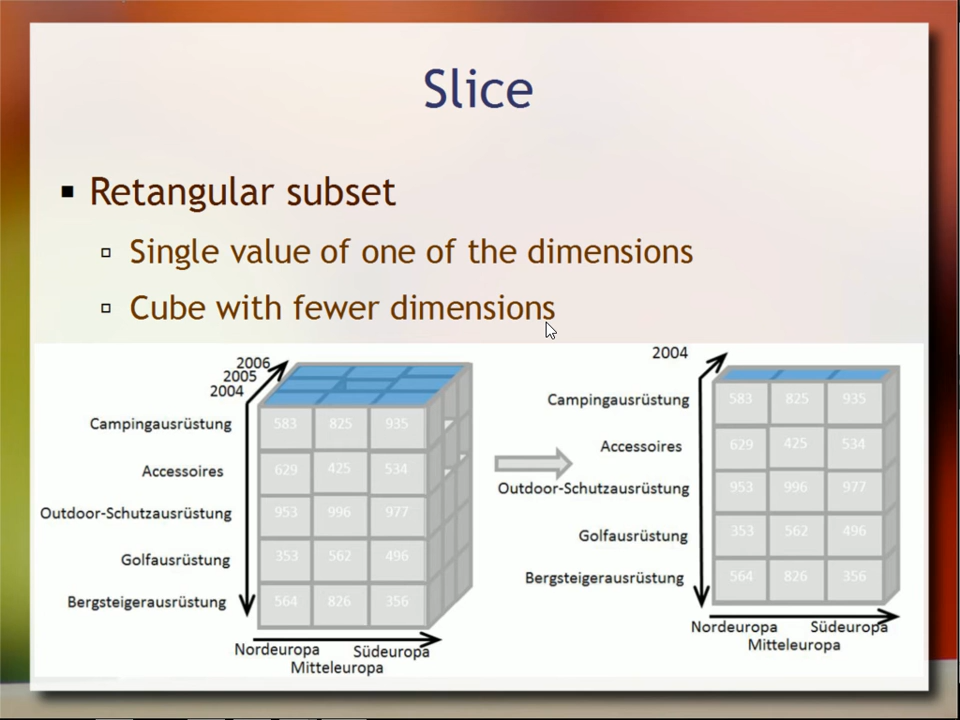 Slice
Retangular subset
Single value of one of the dimensions
Cube with fewer dimensions
2006
2005
2004
Campingausrüstung
583 825 935
Accessoires
629 425 534
Outdoor-Schutzausrüstung
953 996 977
Golfausrüstung
353 562 496
Bergsteigerausrüstung
564 826 356
Nordeuropa
Mitteleuropa
Südeuropa
2004
Campingausrüstung
583 825 935
Accessoires
629 425 534
Outdoor-Schutzausrüstung
953 996 977
Golfausrüstung
353 562 496
Bergsteigerausrüstung
564 826 356
Nordeuropa
Mitteleuropa
Südeuropa